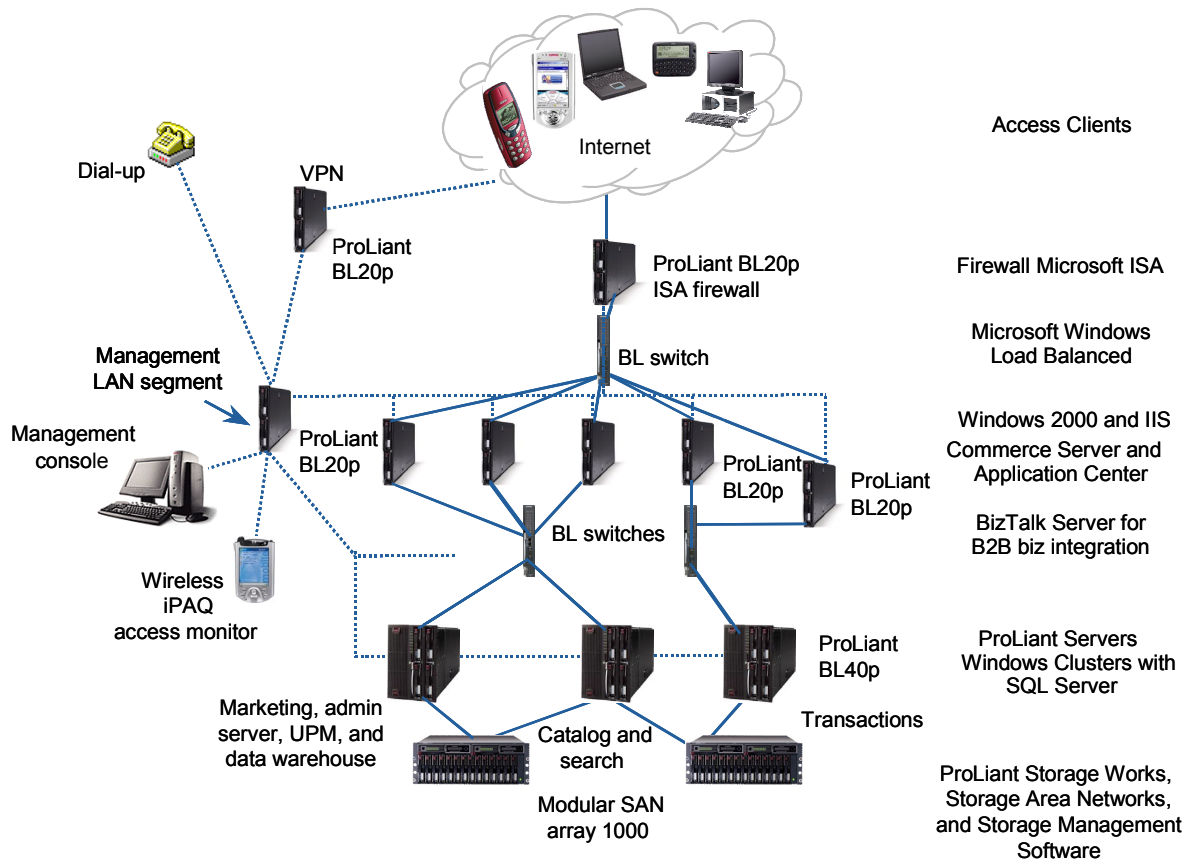 Internet
Access Clients
Dial-up
VPN
ProLiant
BL20p
ProLiant BL20p
ISA firewall
Firewall Microsoft ISA
BL switch
Microsoft Windows
Load Balanced
Management
LAN segment
Management
console
ProLiant
BL20p
ProLiant
BL20p
ProLiant
BL20p
Windows 2000 and IIS
Commerce Server and
Application Center
BL switches
BizTalk Server for
B2B biz integration
Wireless
iPAQ
access monitor
ProLiant
BL40p
ProLiant Servers
Windows Clusters with
SQL Server
Marketing, admin
server, UPM, and
data warehouse
Catalog and
search
Transactions
Modular SAN
array 1000
ProLiant Storage Works,
Storage Area Networks,
and Storage Management
Software